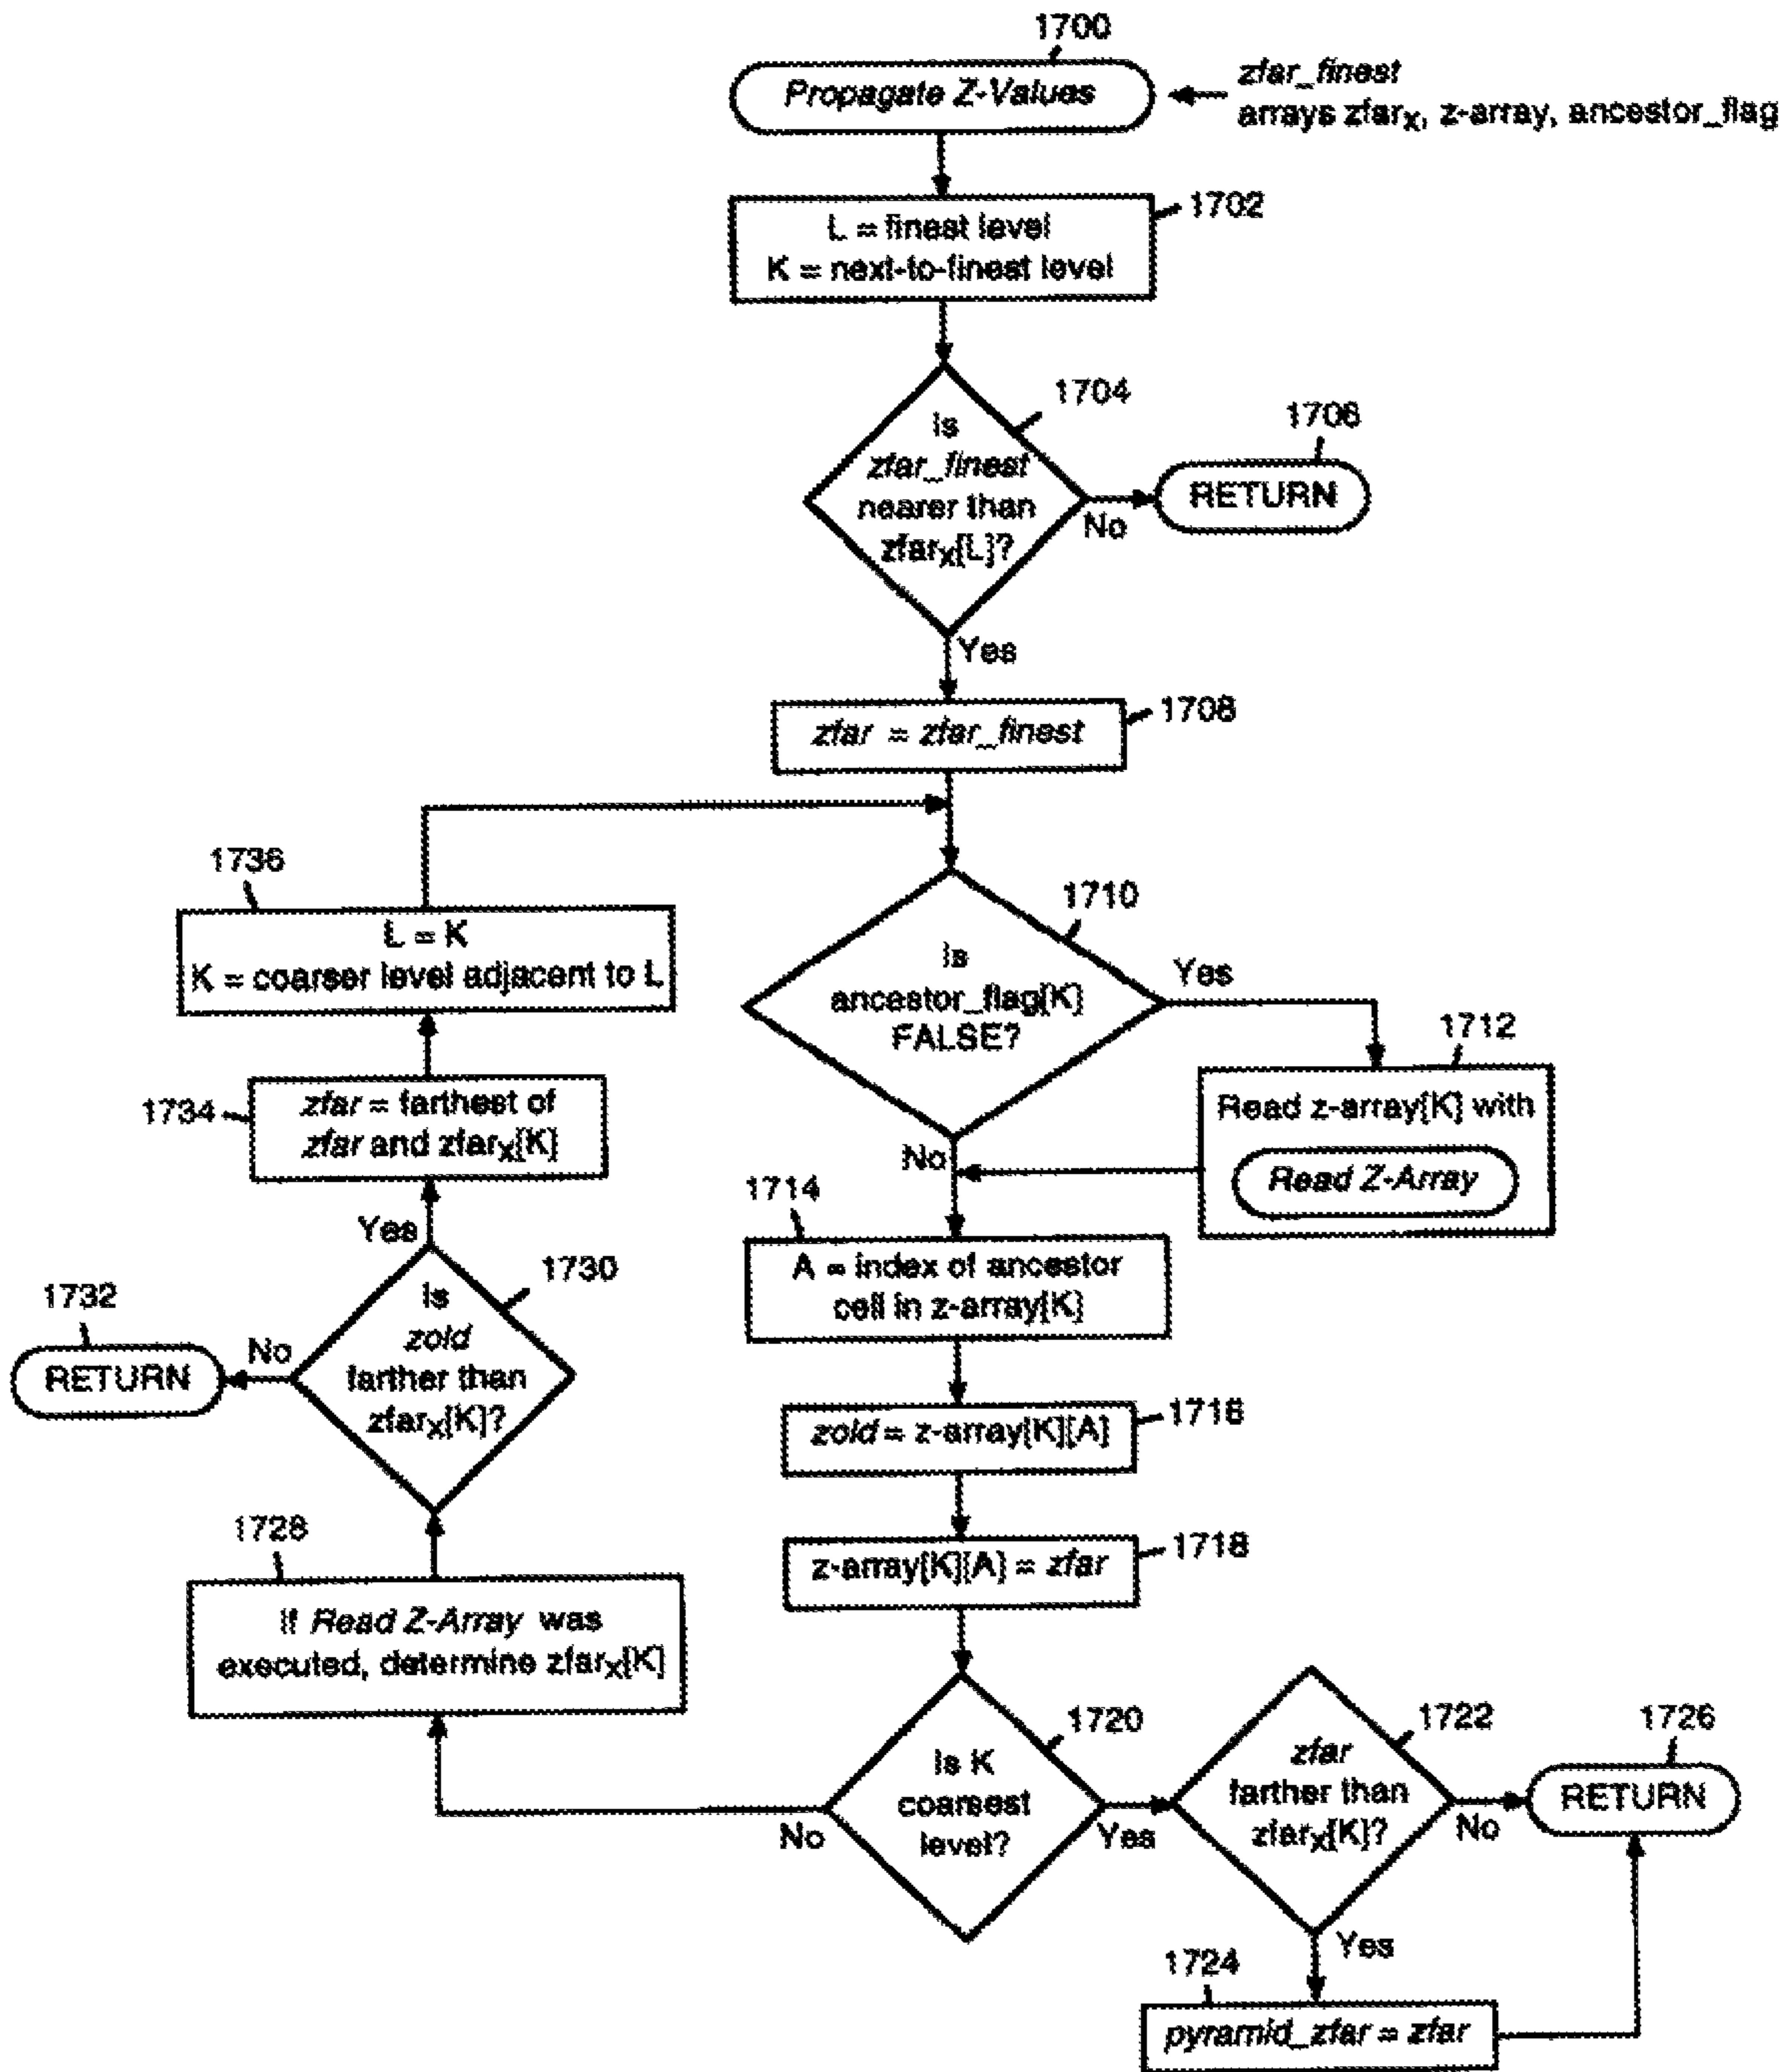 1700
Propagate Z-Values
zfar_finest
arrays zfarX, z-array, ancestor_flag
1702
L = finest level
K = next-to-finest level
1704
Is
zfar_finest
nearer than
zfarX[L]?
No
1706
RETURN
Yes
1708
zfar = zfar_finest
1736
L = K
K = coarser level adjacent to L
1710
Is
ancestor_flag[K]
FALSE?
Yes
1712
Read z-array[K] with
Read Z-Array
No
1734
zfar = farthest of
zfar and zfarX[K]
Yes
1714
A = index of ancestor
cell in z-array[K]
1730
Is
zold
farther than
zfarX[K]?
No
1732
RETURN
1716
zold = z-array[K][A]
1718
z-array[K][A] = zfar
1728
If Read Z-Array was
executed, determine zfarX[K]
1720
Is K
coarsest
level?
No
Yes
1722
zfar
farther than
zfarX[K]?
No
1726
RETURN
Yes
1724
pyramid_zfar = zfar